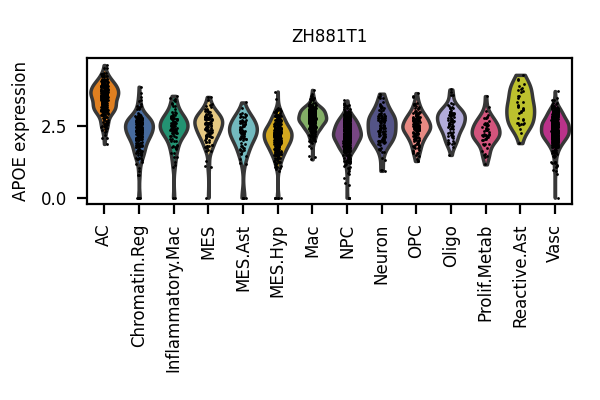 ZH881T1
APOE expression
2.5
0.0
AC
Chromatin.Reg
Inflammatory.Mac
MES
MES.Ast
MES.Hyp
Mac
NPC
Neuron
OPC
Oligo
Prolif.Metab
Reactive.Ast
Vasc